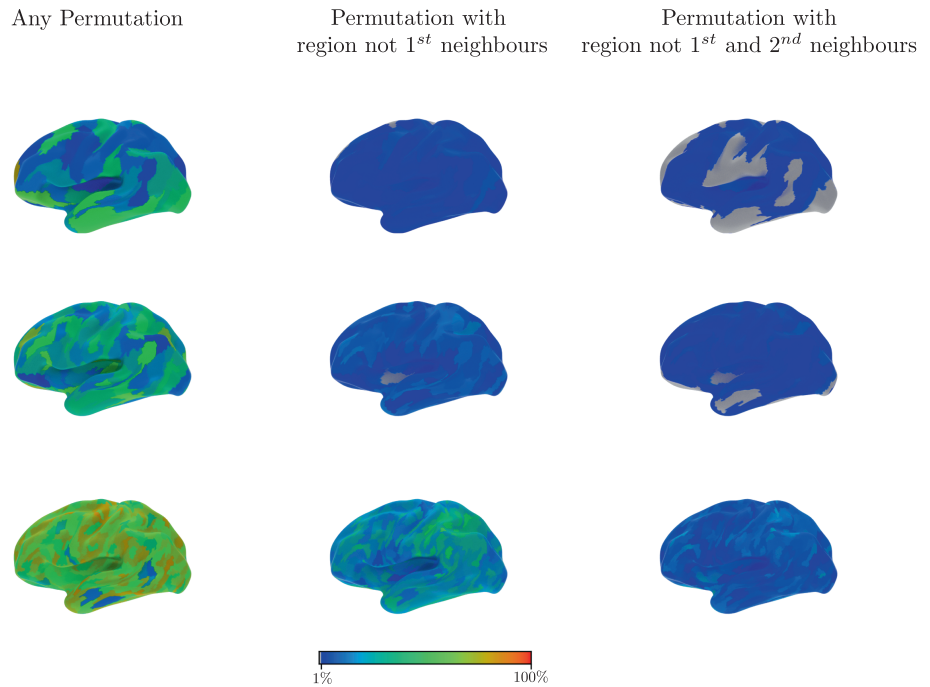 Any Permutation
Permutation with
region not 1st neighbours
Permutation with
region not 1st and 2nd neighbours
1%
100%